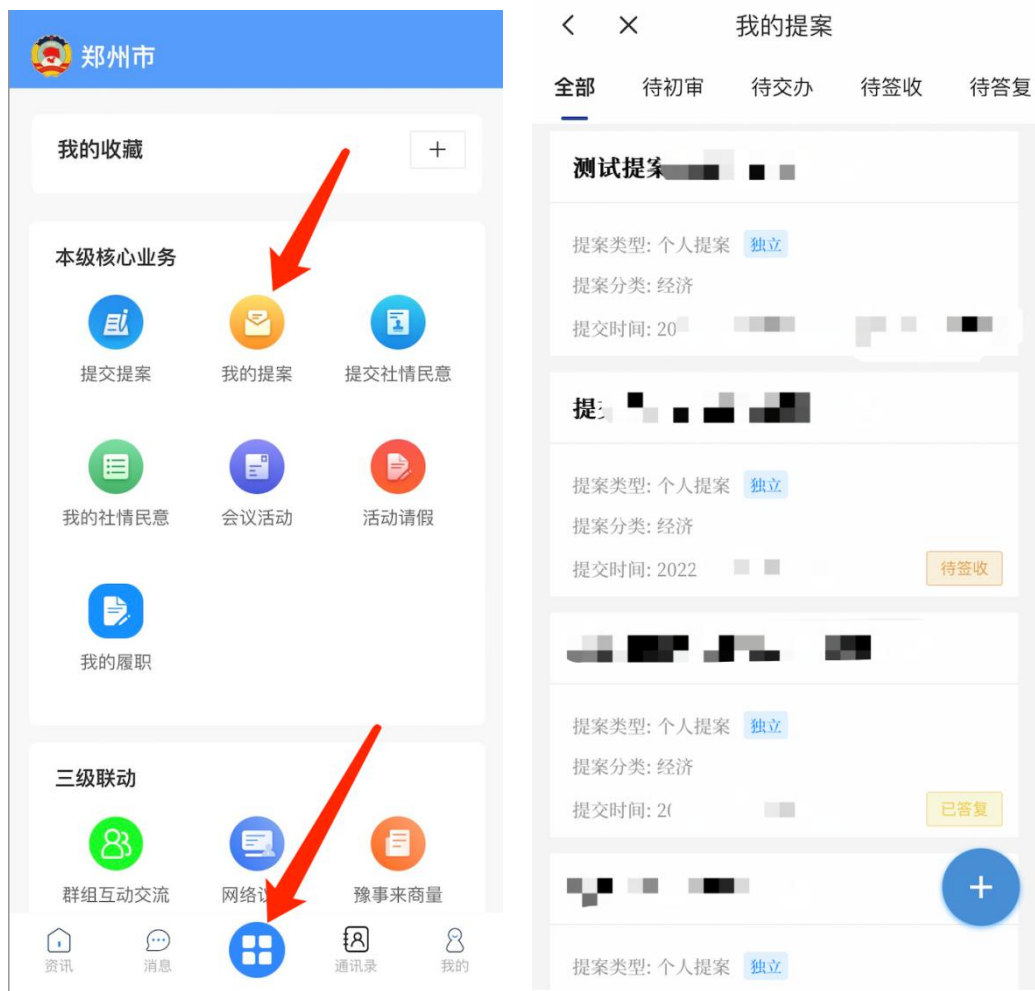 郑州市
我的收藏
本级核心业务
提交提案 我的提案 提交社情民意
我的社情民意 会议活动 活动请假
我的履职
三级联动
群组互动交流 网络 豫事来商量
资讯 消息 通讯录 我的
我的提案
全部 待初审 待交办 待签收 待答复
测试提
提案类型: 个人提案 独立
提案分类: 经济
提交时间: 20
提
提案类型: 个人提案 独立
提案分类: 经济
提交时间: 2022 待签收
提案类型: 个人提案 独立
提案分类: 经济
提交时间: 2 已答复
提案类型: 个人提案 独立